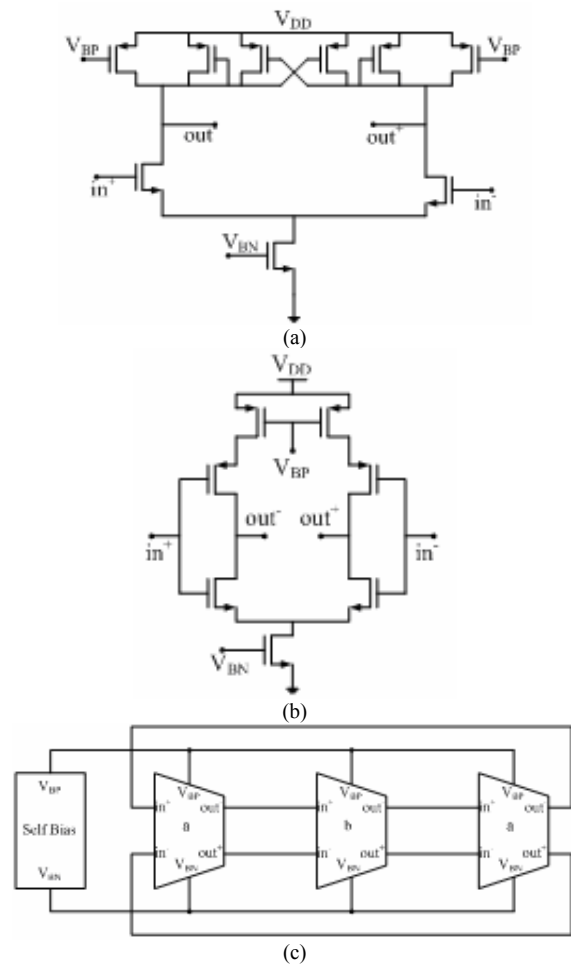 V_DD
V_BP V_BP
out out⁺
in⁺ in⁻
V_BN
(a)
V_DD
V_BP
out⁻ out⁺
in⁺ in⁻
V_BN
(b)
V_BP V_BP V_BP V_BP
in⁺ out in⁺ out in⁺ out
Self Bias a b a
in⁻ out⁺ in⁻ out⁺ in⁻ out⁺
V_BN V_BN V_BN V_BN
(c)